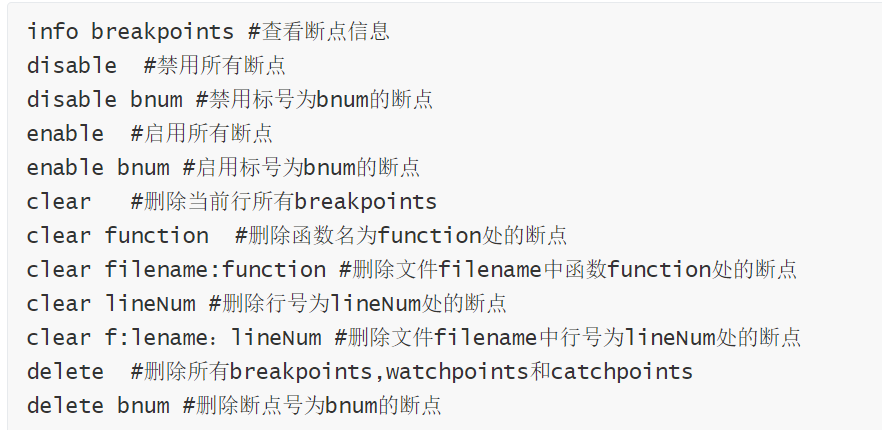 info breakpoints #查看断点信息
disable  #禁用所有断点
disable bnum #禁用标号为bnum的断点
enable  #启用所有断点
enable bnum #启用标号为bnum的断点
clear   #删除当前行所有breakpoints
clear function  #删除函数名为function处的断点
clear filename:function #删除文件filename中函数function处的断点
clear lineNum #删除行号为lineNum处的断点
clear f:lename：lineNum #删除文件filename中行号为lineNum处的断点
delete  #删除所有breakpoints,watchpoints和catchpoints
delete bnum #删除断点号为bnum的断点